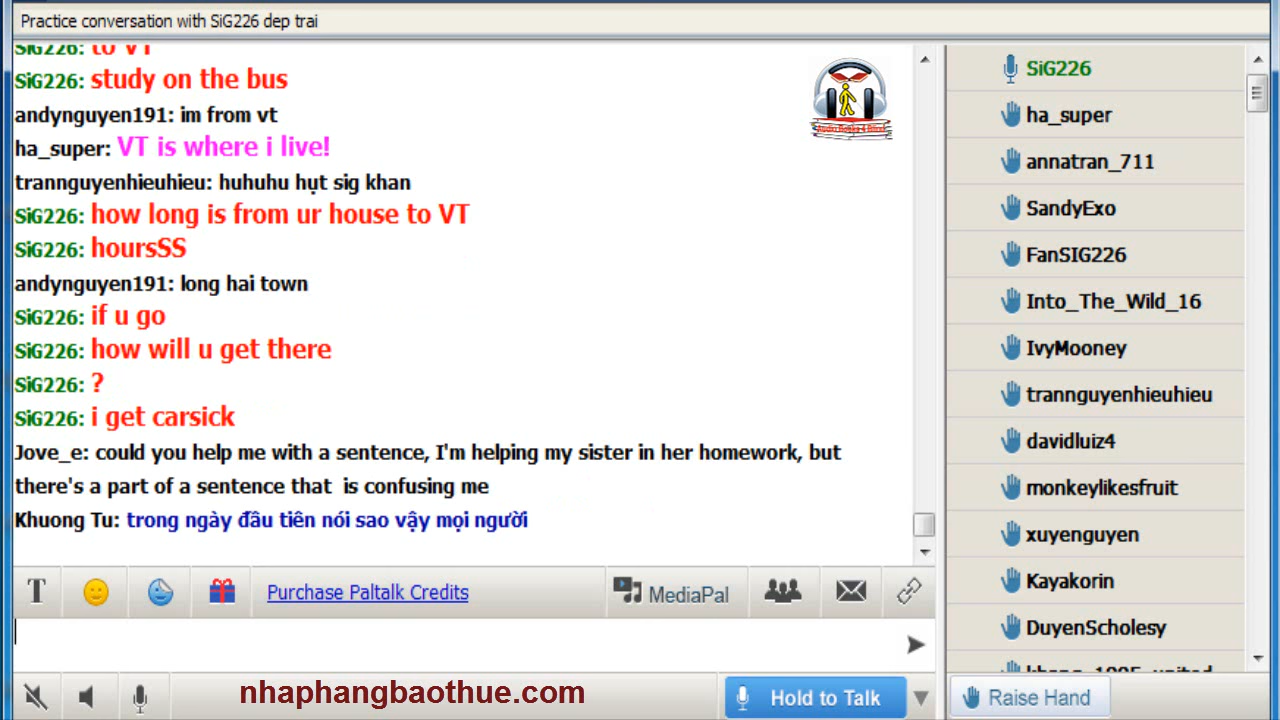 Practice conversation with SiG226 dep trai
SiG226: to VT
SiG226: study on the bus
andynguyen191: im from vt
ha_super: VT is where i live!
trannguyenhieuhieu: huhuhu hụt sig khan
SiG226: how long is from ur house to VT
SiG226: hoursSS
andynguyen191: long hai town
SiG226: if u go
SiG226: how will u get there
SiG226: ?
SiG226: i get carsick
Jove_e: could you help me with a sentence, I'm helping my sister in her homework, but
there's a part of a sentence that  is confusing me
Khuong Tu: trong ngày đầu tiên nói sao vậy mọi người
T
Purchase Paltalk Credits
MediaPal
nhaphangbaothue.com
Hold to Talk
SiG226
ha_super
annatran_711
SandyExo
FanSIG226
Into_The_Wild_16
IvyMooney
trannguyenhieuhieu
davidluiz4
monkeylikesfruit
xuyenguyen
Kayakorin
DuyenScholesy
Raise Hand